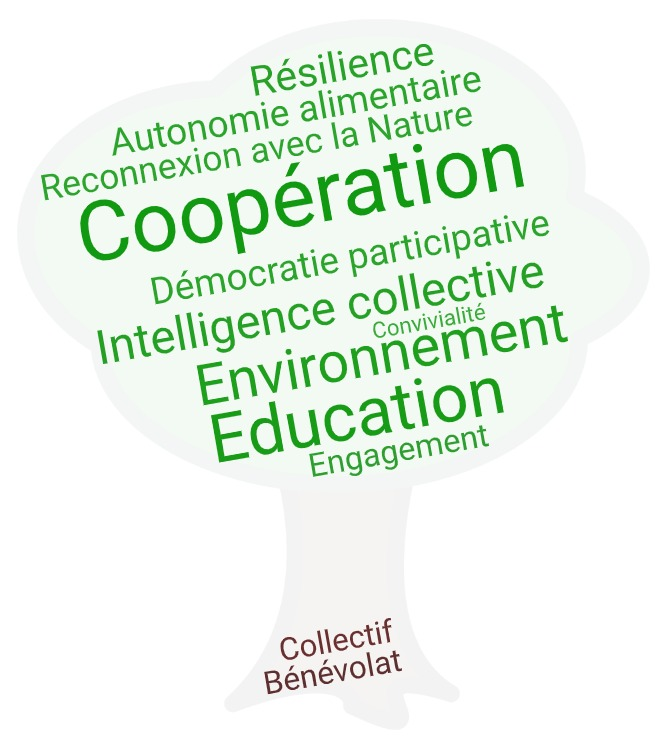 Résilience
Autonomie alimentaire
Reconnexion avec la Nature
Coopération
Démocratie participative
Intelligence collective
Convivialité
Environnement
Education
Engagement
Collectif
Bénévolat